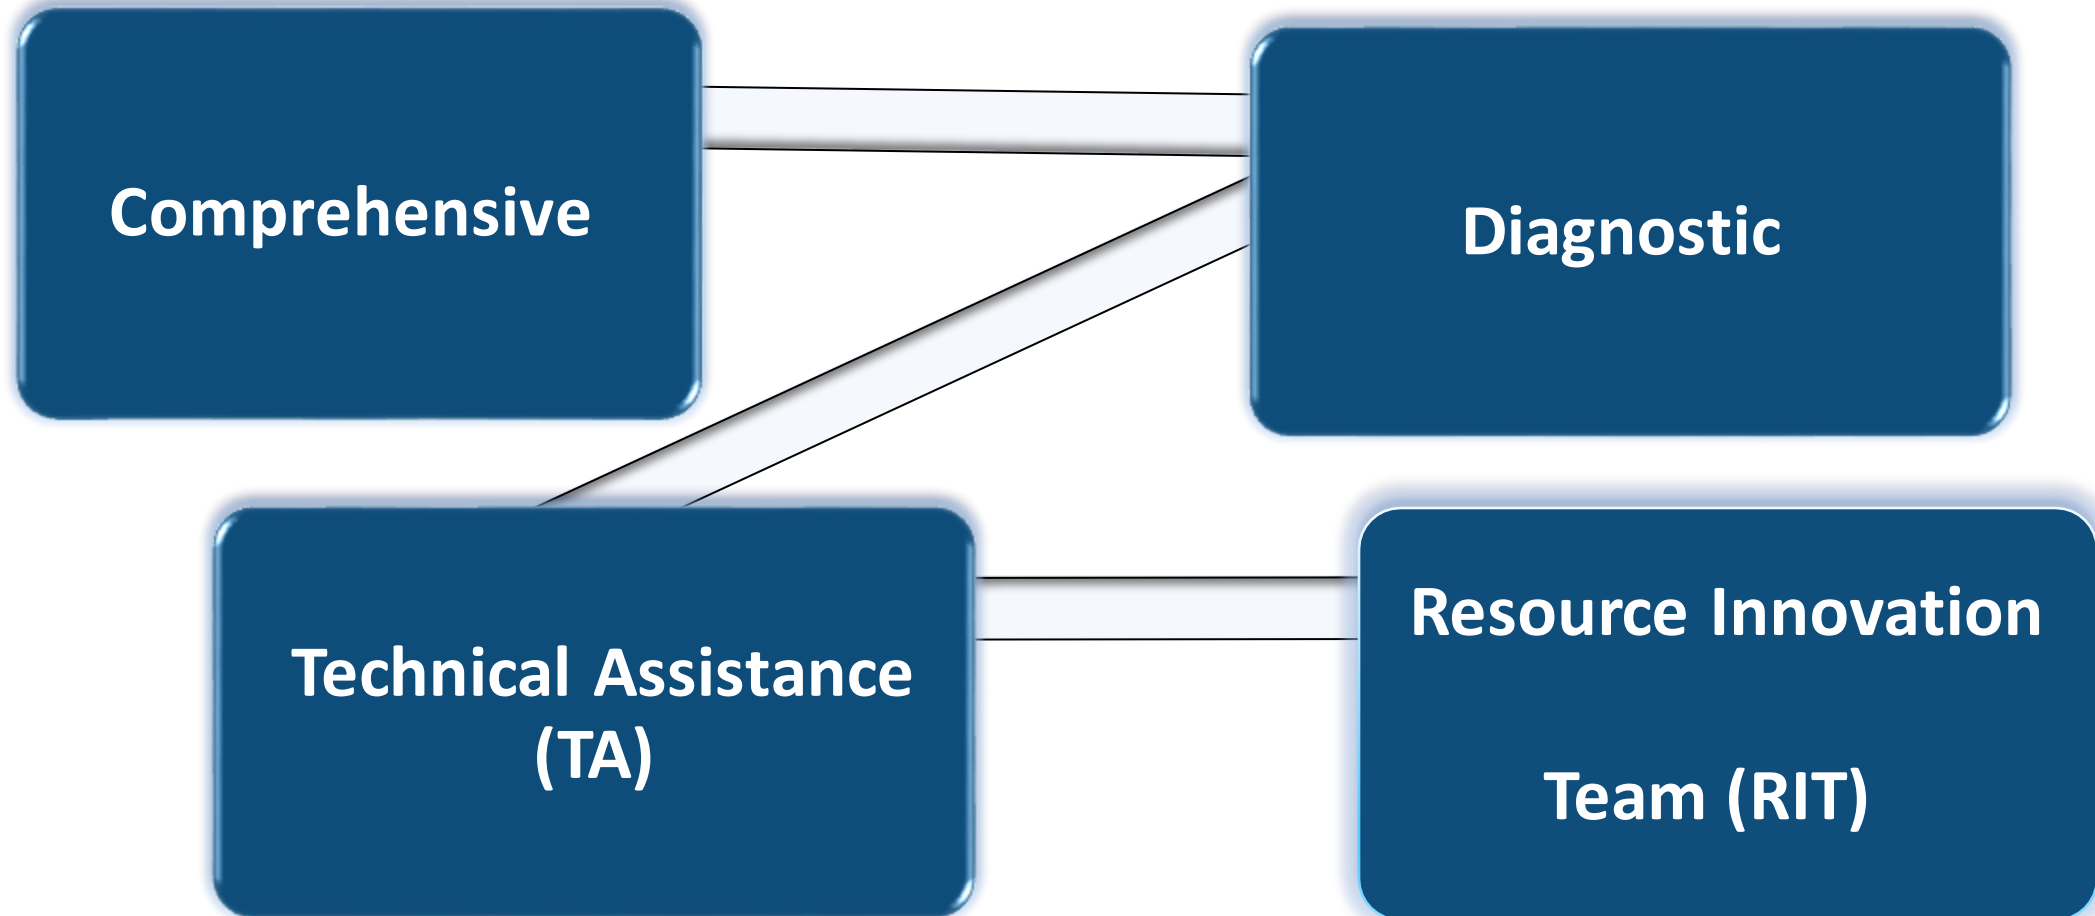 Comprehensive
Diagnostic
Technical Assistance
(TA)
Resource Innovation
Team (RIT)